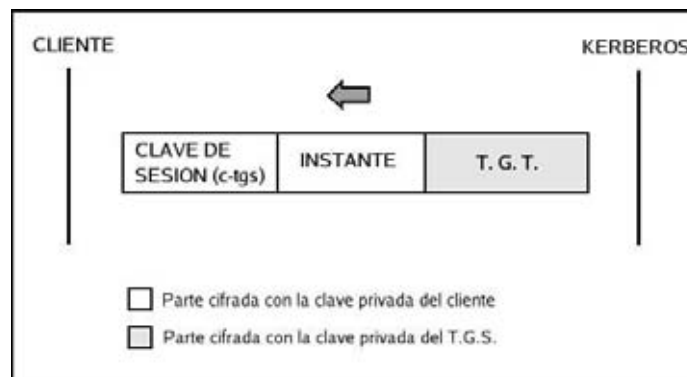 CLIENTE
KERBEROS
CLAVE DE
SESION (c-tgs)
INSTANTE
T. G. T.
Parte cifrada con la clave privada del cliente
Parte cifrada con la clave privada del T.G.S.